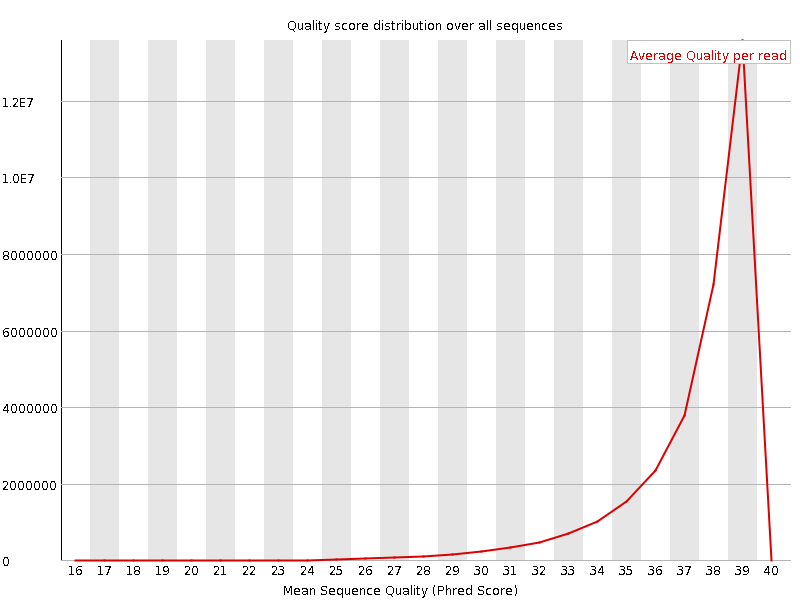 Quality score distribution over all sequences
Average Quality per read
1.2E7
1.0E7
8000000
6000000
4000000
2000000
0
16 17 18 19 20 21 22 23 24 25 26 27 28 29 30 31 32 33 34 35 36 37 38 39 40
Mean Sequence Quality (Phred Score)